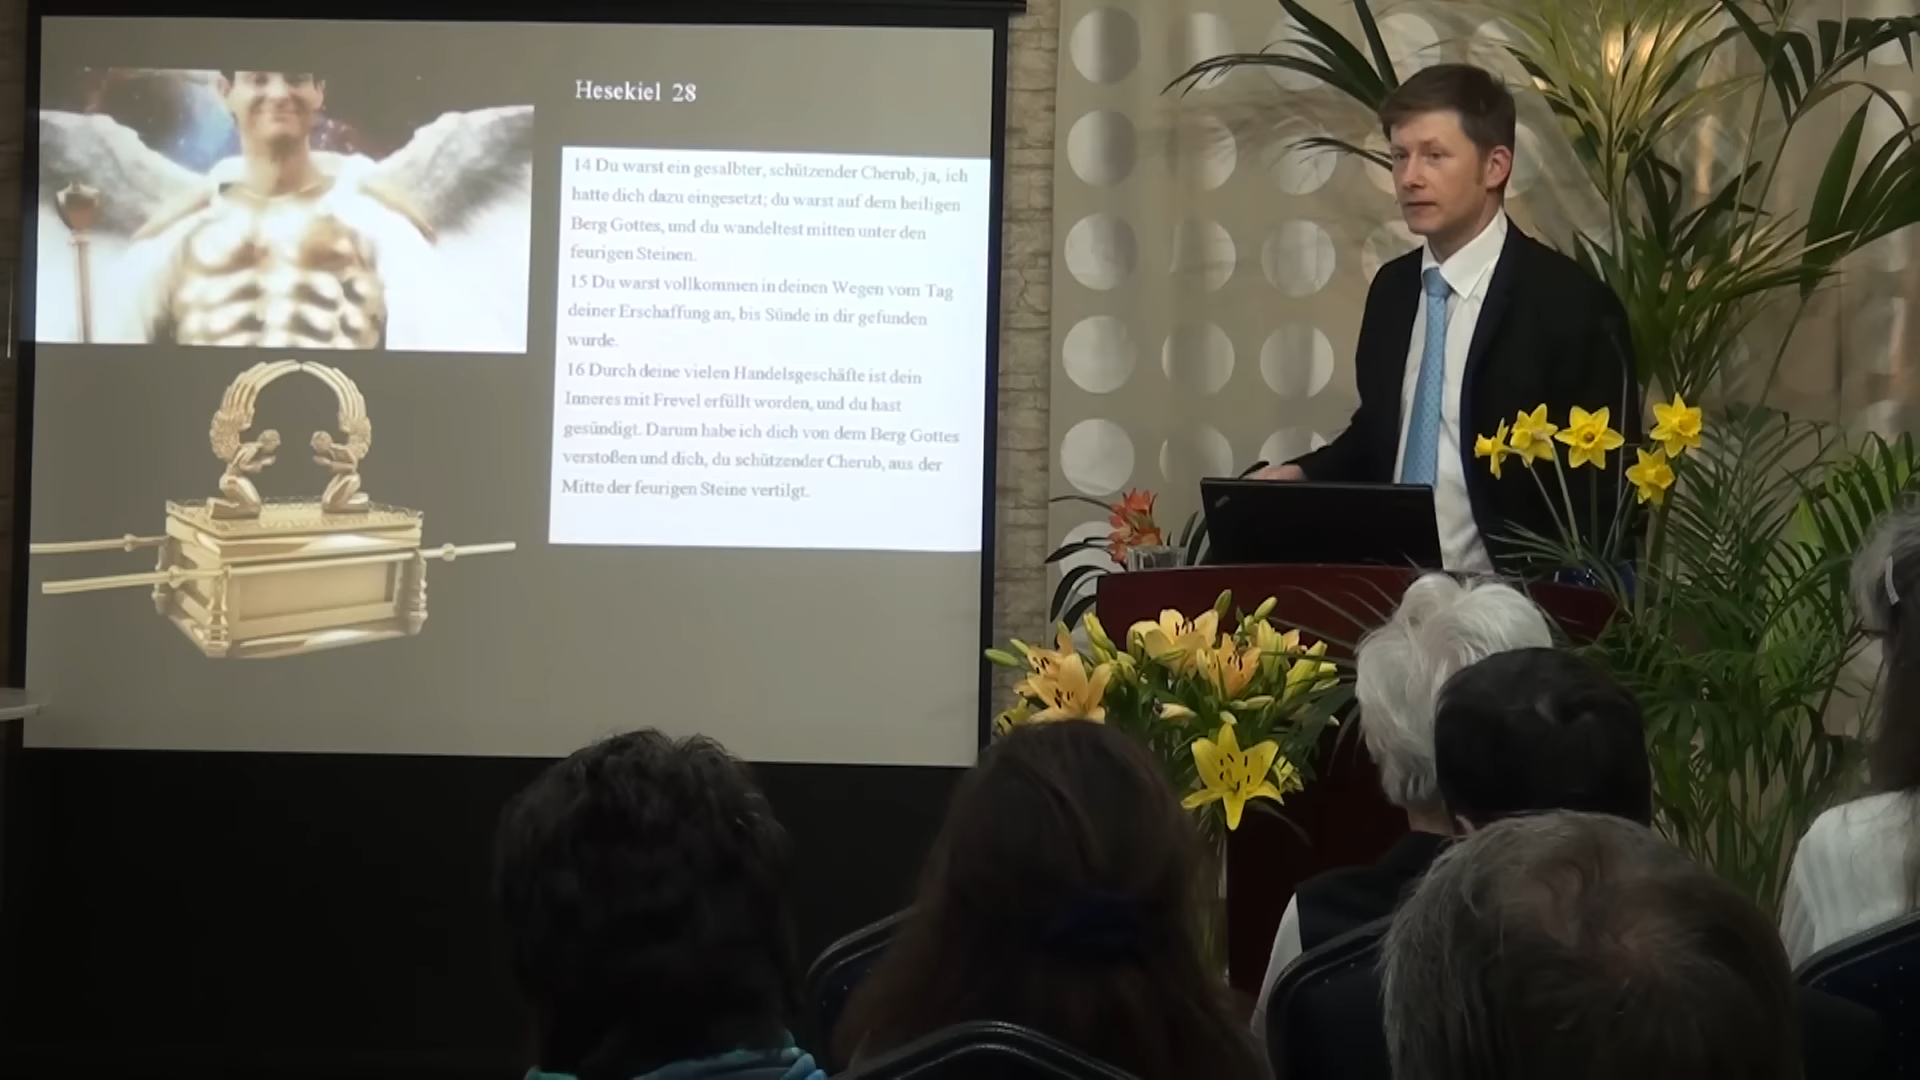 Hesekiel 28
14 Du warst ein gesalbter, schützender Cherub, ja, ich
hatte dich dazu eingesetzt; du warst auf dem heiligen
Berg Gottes, und du wandeltest mitten unter den
feurigen Steinen.
15 Du warst vollkommen in deinen Wegen vom Tag
deiner Erschaffung an, bis Sünde in dir gefunden
wurde.
16 Durch deine vielen Handelsgeschäfte ist dein
Inneres mit Frevel erfüllt worden, und du hast
gesündigt. Darum habe ich dich von dem Berg Gottes
verstoßen und dich, du schützender Cherub, aus der
Mitte der feurigen Steine vertilgt.